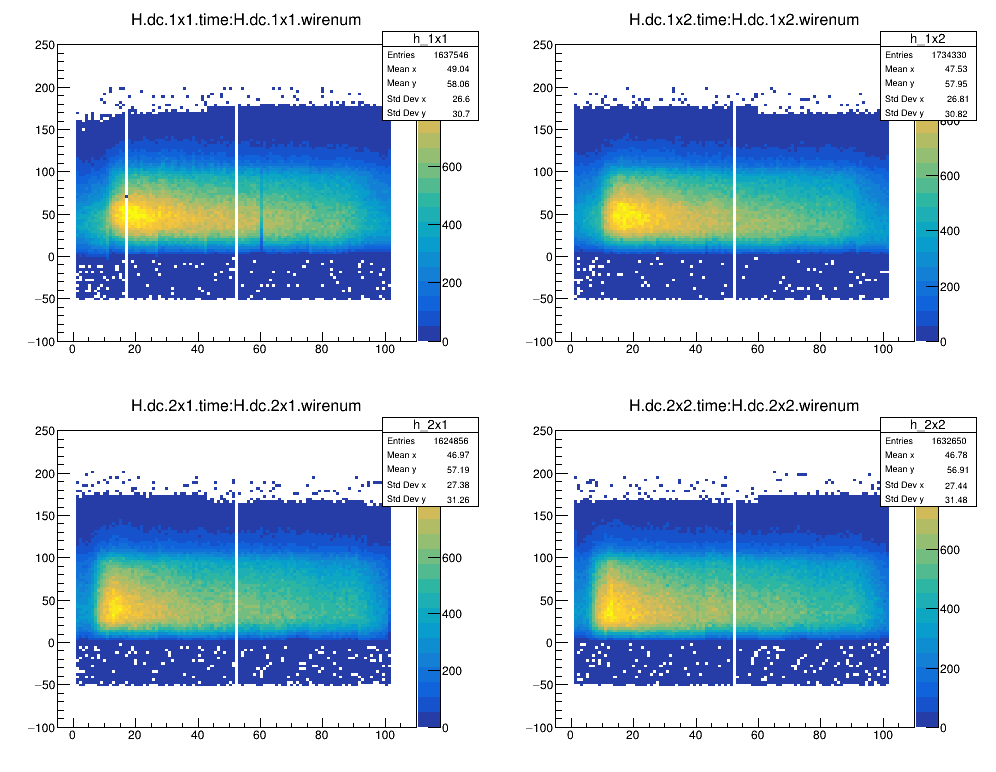 H.dc.1x1.time:H.dc.1x1.wirenum
h_1x1
Entries 1637546
Mean x 49.04
Mean y 58.06
Std Dev x 26.6
Std Dev y 30.7
250
200
150
100
50
0
−50
−100
0 20 40 60 80 100
600
400
200
0
H.dc.1x2.time:H.dc.1x2.wirenum
h_1x2
Entries 1734330
Mean x 47.53
Mean y 57.95
Std Dev x 26.81
Std Dev y 30.82
250
200
150
100
50
0
−50
−100
0 20 40 60 80 100
800
600
400
200
0
H.dc.2x1.time:H.dc.2x1.wirenum
h_2x1
Entries 1624856
Mean x 46.97
Mean y 57.19
Std Dev x 27.38
Std Dev y 31.26
250
200
150
100
50
0
−50
−100
0 20 40 60 80 100
600
400
200
0
H.dc.2x2.time:H.dc.2x2.wirenum
h_2x2
Entries 1632650
Mean x 46.78
Mean y 56.91
Std Dev x 27.44
Std Dev y 31.48
250
200
150
100
50
0
−50
−100
0 20 40 60 80 100
600
400
200
0